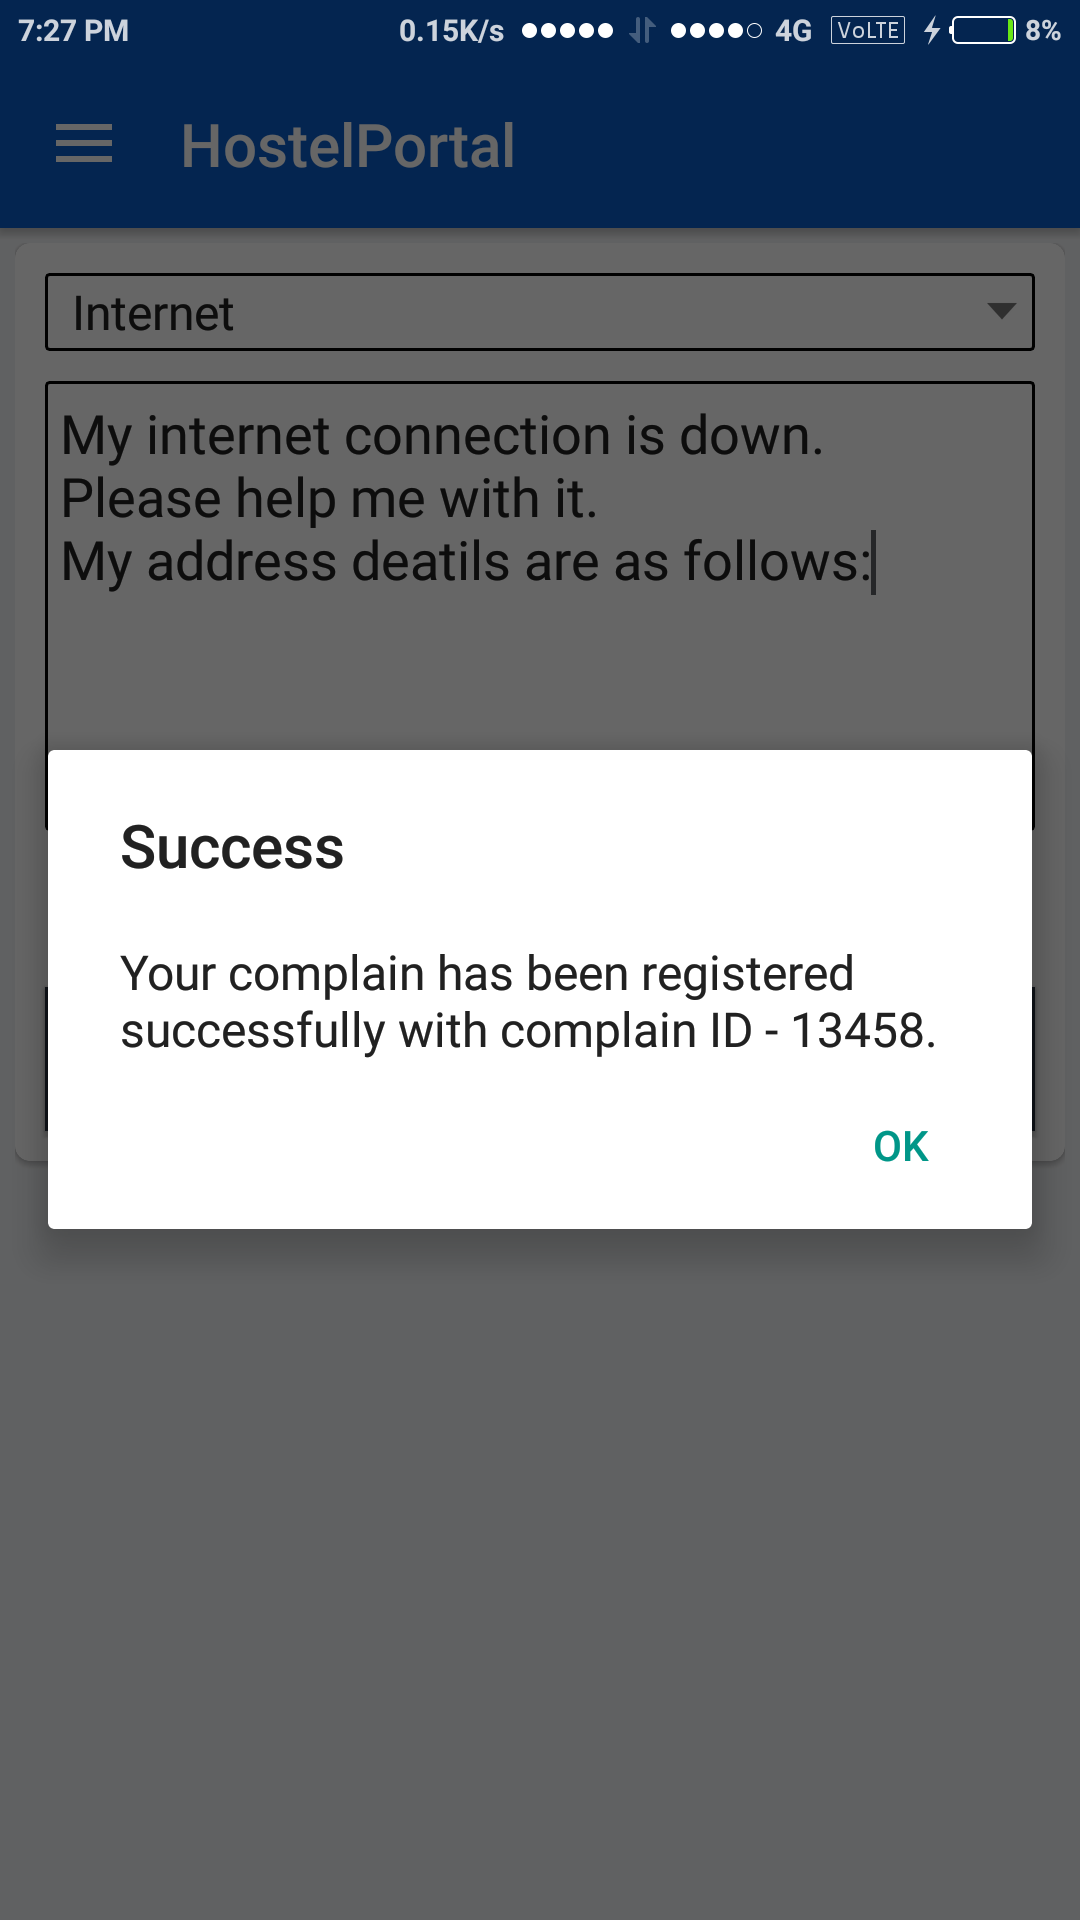 7:27 PM 0.15K/s 4G VoLTE 8%
HostelPortal
Internet
My internet connection is down.
Please help me with it.
My address deatils are as follows:
Success
Your complain has been registered
successfully with complain ID - 13458.
OK